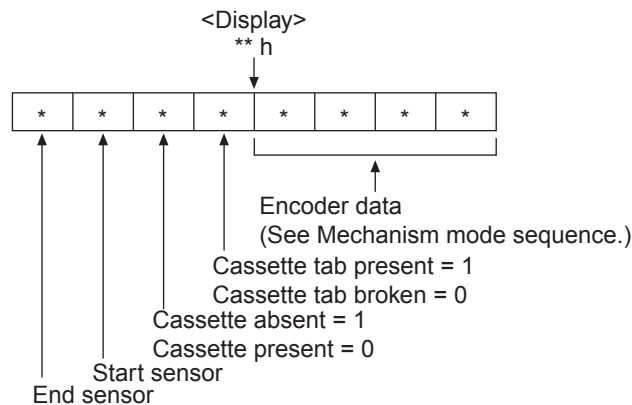 <Display>
** h
* * * * * * * *
Encoder data
(See Mechanism mode sequence.)
Cassette tab present = 1
Cassette tab broken = 0
Cassette absent = 1
Cassette present = 0
Start sensor
End sensor